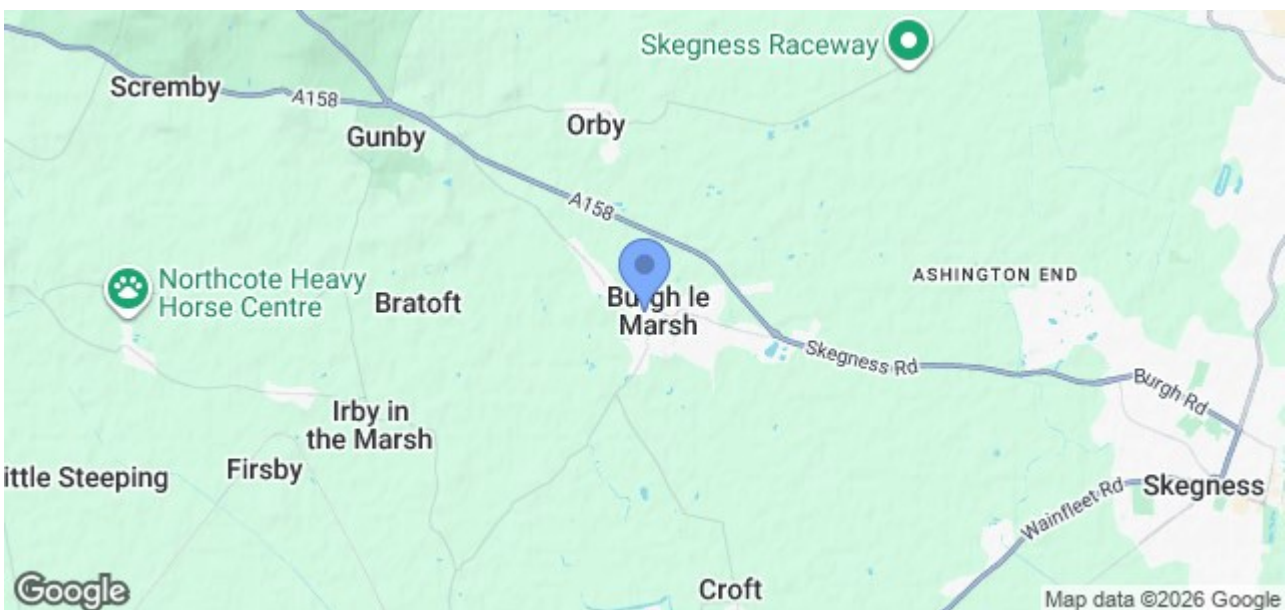 Skegness Raceway
Scremby
A158
Gunby
Orby
A158
Northcote Heavy
Horse Centre
Bratoft
Burgh le
Marsh
ASHINGTON END
Skegness Rd
Burgh Rd
Irby in
the Marsh
Firsby
ittle Steeping
Wainfleet Rd
Skegness
Croft
Google
Map data ©2026 Google